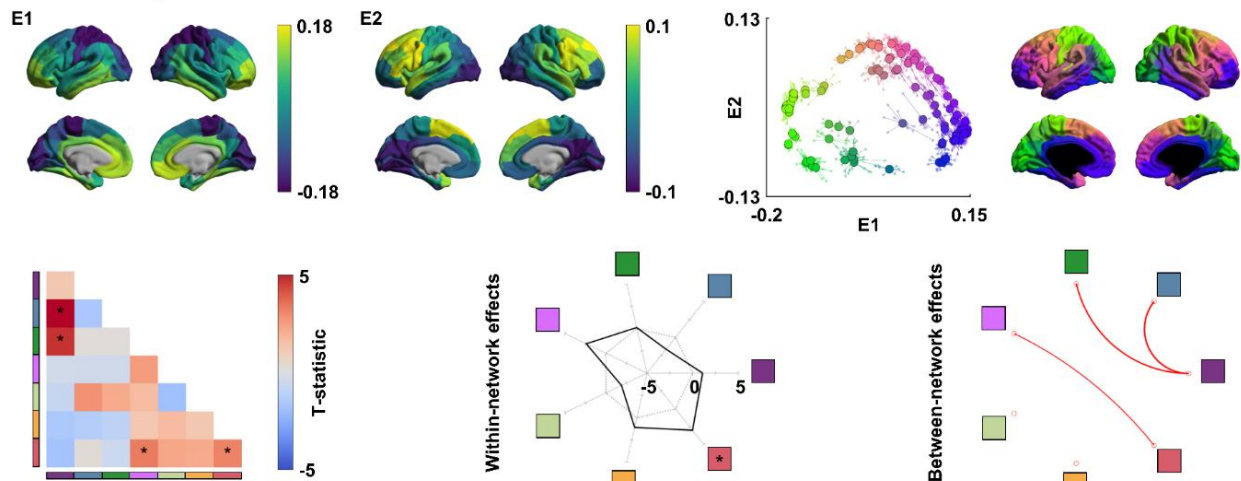 E1
0.18
-0.18
E2
0.1
-0.1
0.13
E2
-0.13
-0.2
0.15
E1
*
*
*
*
5
T-statistic
-5
Within-network effects
-5
0
5
*
Between-network effects